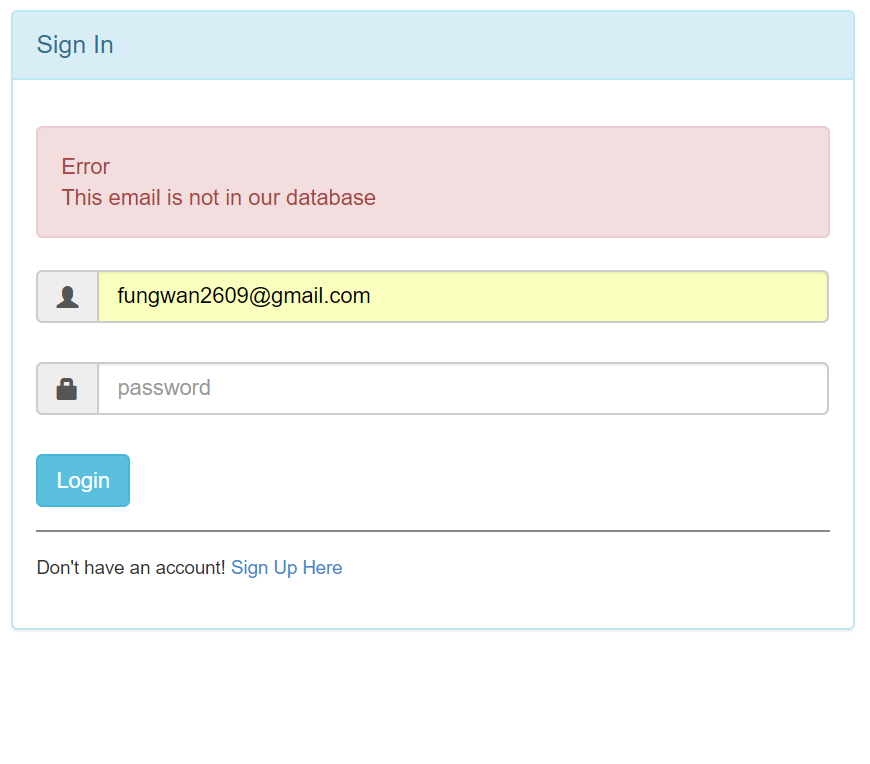 Sign In
Error
This email is not in our database
fungwan2609@gmail.com
password
Login
Don't have an account! Sign Up Here